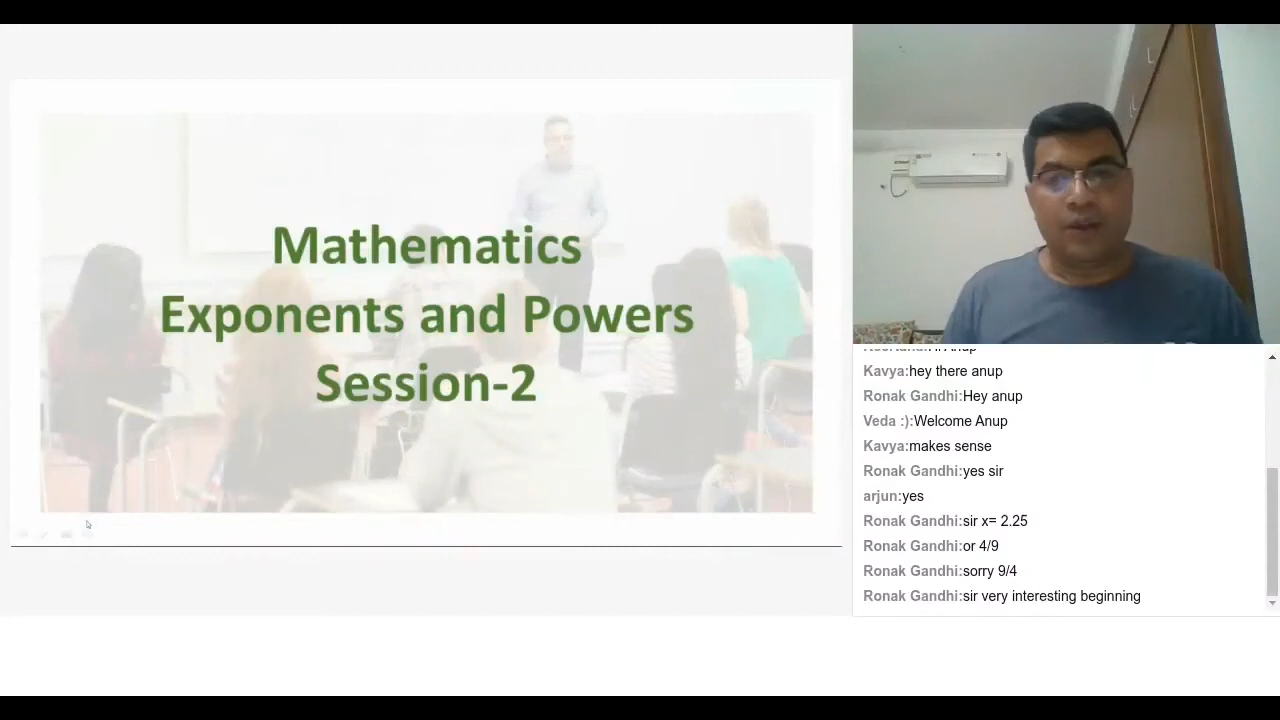 Mathematics
Exponents and Powers
Session-2
Kavya:hey there anup
Ronak Gandhi:Hey anup
Veda :):Welcome Anup
Kavya:makes sense
Ronak Gandhi:yes sir
arjun:yes
Ronak Gandhi:sir x= 2.25
Ronak Gandhi:or 4/9
Ronak Gandhi:sorry 9/4
Ronak Gandhi:sir very interesting beginning